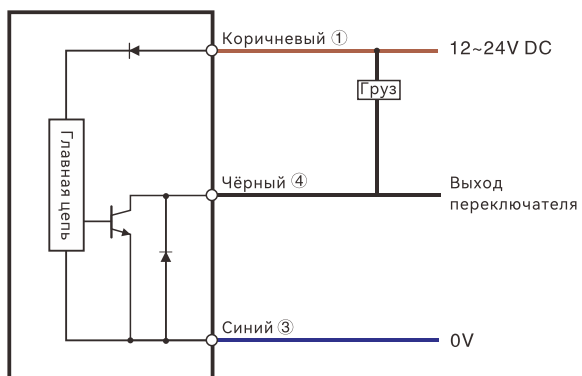 Коричневый ①
12~24V DC
Груз
Главная цепь
Чёрный ④
Выход
переключателя
Синий ③
0V